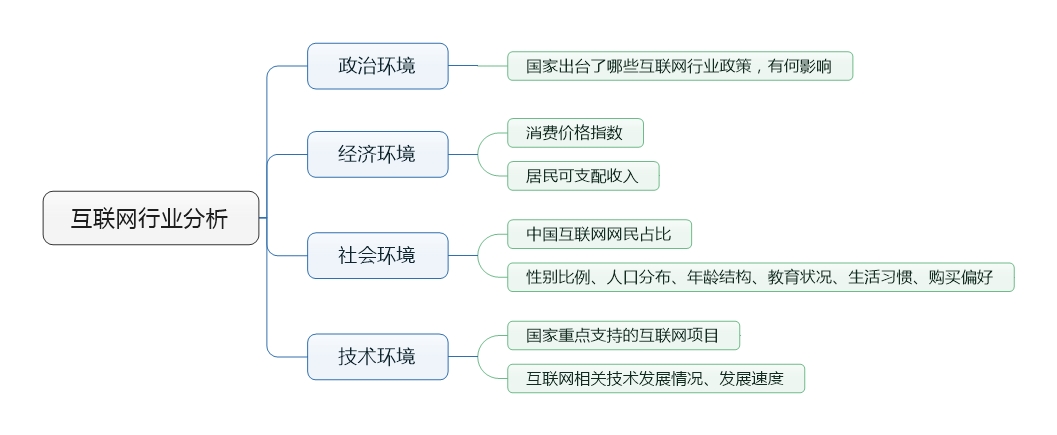 互联网行业分析
政治环境
国家出台了哪些互联网行业政策，有何影响
经济环境
消费价格指数
居民可支配收入
社会环境
中国互联网网民占比
性别比例、人口分布、年龄结构、教育状况、生活习惯、购买偏好
技术环境
国家重点支持的互联网项目
互联网相关技术发展情况、发展速度